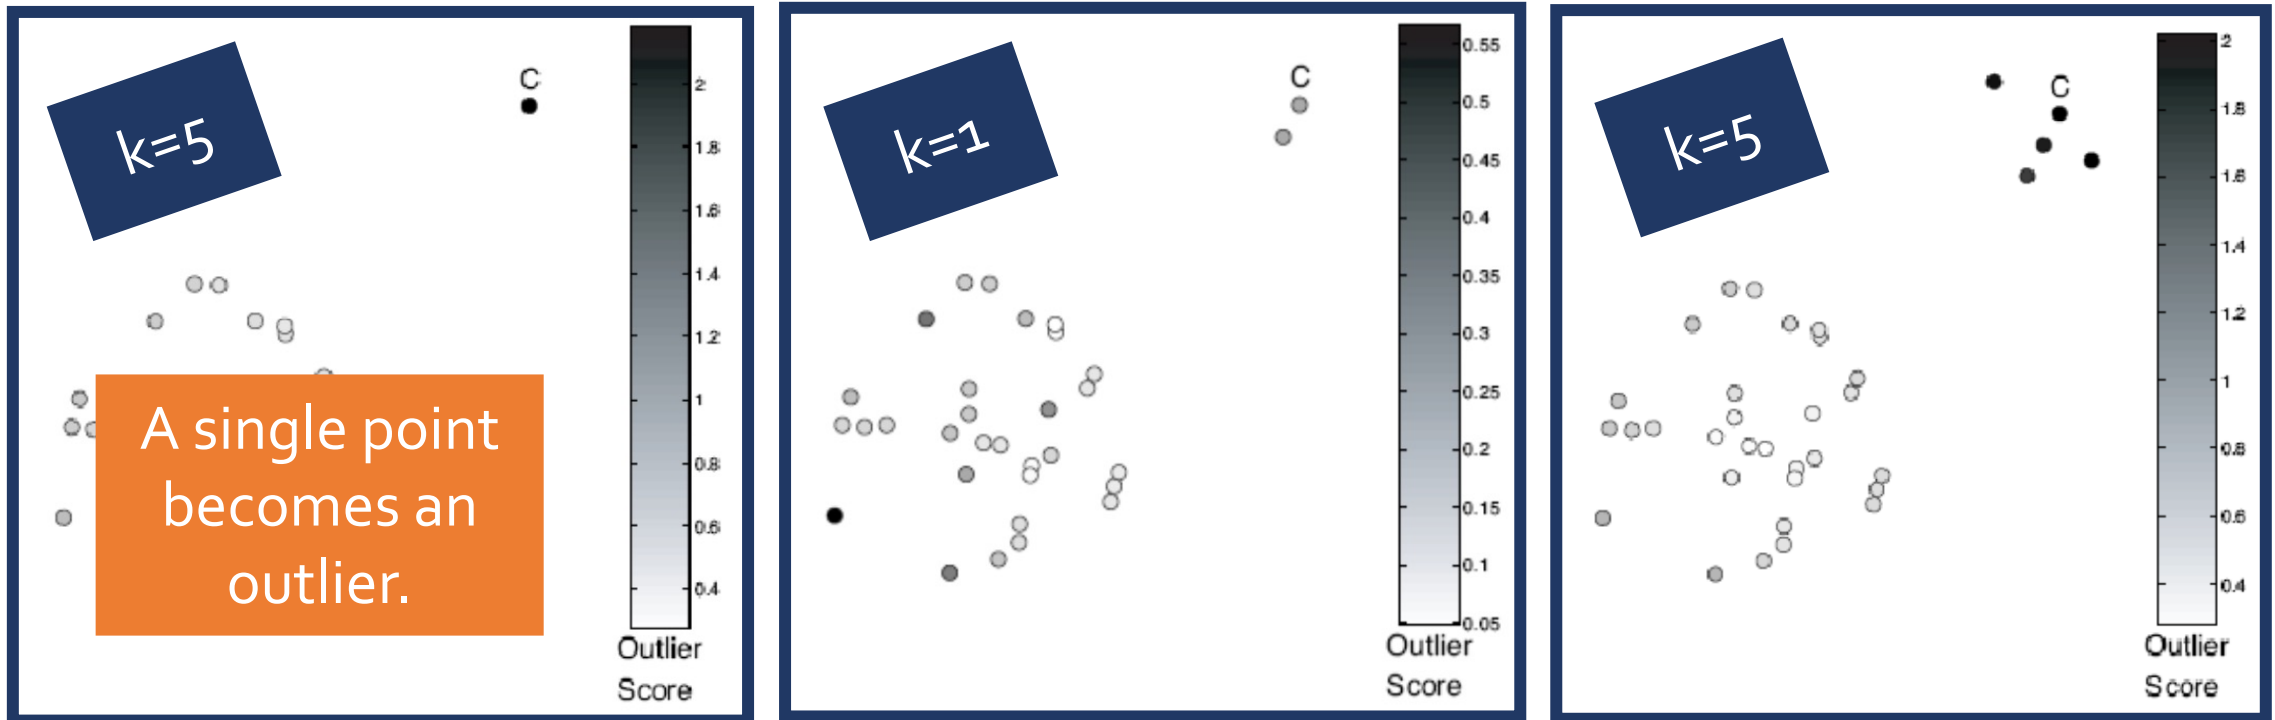 k=5
C
2
1.8
1.6
1.4
1.2
1
0.8
0.6
0.4
Outlier
Score
A single point
becomes an
outlier.
k=1
C
0.55
0.5
0.45
0.4
0.35
0.3
0.25
0.2
0.15
0.1
0.05
Outlier
Score
k=5
C
2
1.8
1.6
1.4
1.2
1
0.8
0.6
0.4
Outlier
Score